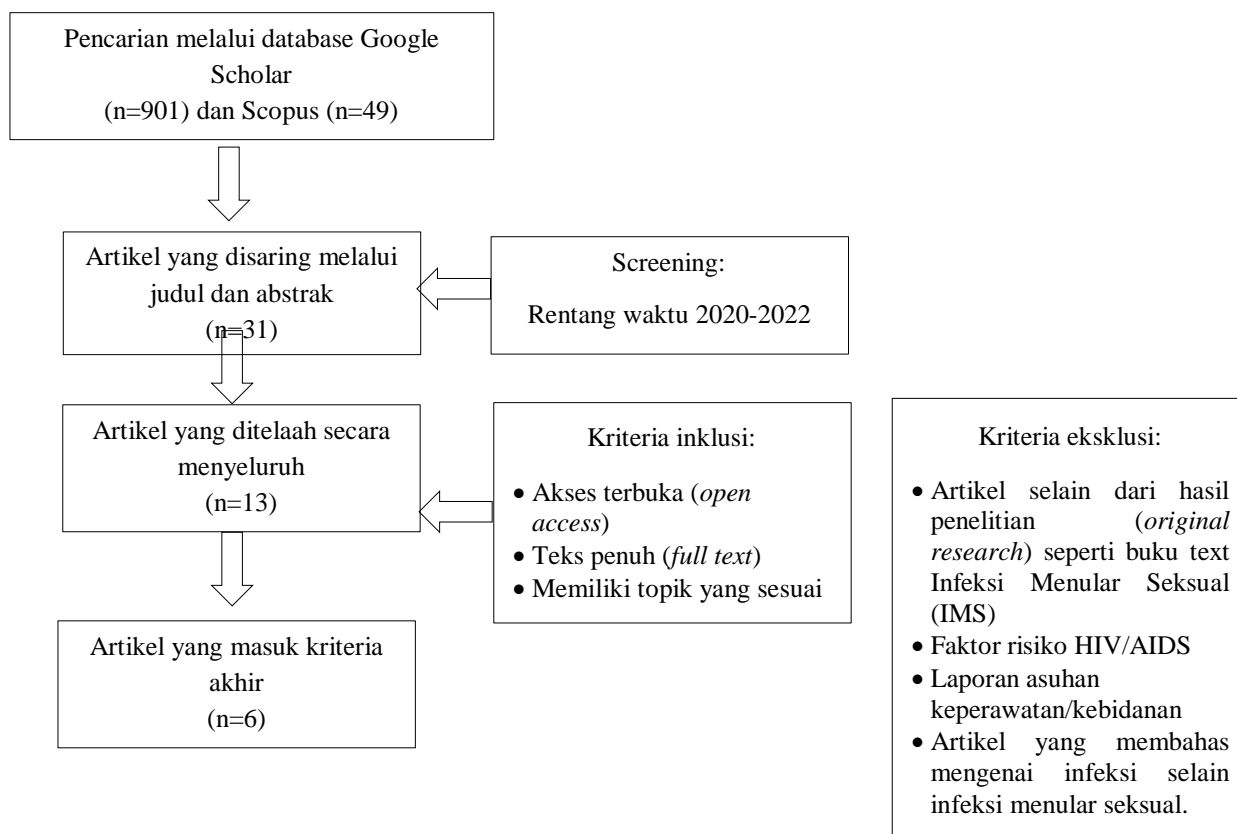 Pencarian melalui database Google
Scholar
(n=901) dan Scopus (n=49)
Artikel yang disaring melalui
judul dan abstrak
(n=31)
Screening:
Rentang waktu 2020-2022
Artikel yang ditelaah secara
menyeluruh
(n=13)
Kriteria inklusi:
• Akses terbuka (open
access)
• Teks penuh (full text)
• Memiliki topik yang sesuai
Kriteria eksklusi:
• Artikel selain dari hasil
penelitian (original
research) seperti buku text
Infeksi Menular Seksual
(IMS)
• Faktor risiko HIV/AIDS
• Laporan asuhan
keperawatan/kebidanan
• Artikel yang membahas
mengenai infeksi selain
infeksi menular seksual.
Artikel yang masuk kriteria
akhir
(n=6)